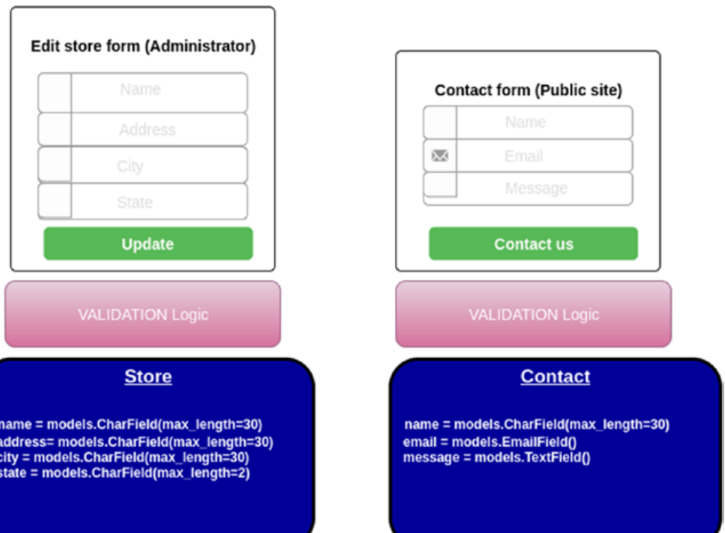 Edit store form (Administrator)
Name
Address
City
State
Update
VALIDATION Logic
Store
name = models.CharField(max_length=30)
address= models.CharField(max_length=30)
city = models.CharField(max_length=30)
state = models.CharField(max_length=2)
Contact form (Public site)
Name
Email
Message
Contact us
VALIDATION Logic
Contact
name = models.CharField(max_length=30)
email = models.EmailField()
message = models.TextField()